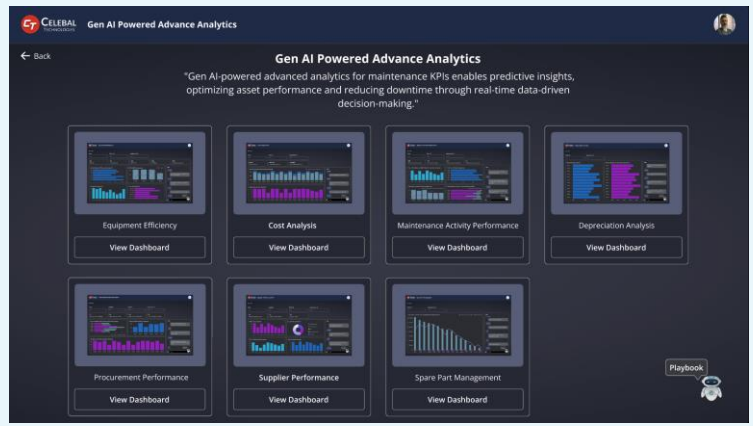 CELEBAL
TECHNOLOGIES
Gen AI Powered Advance Analytics
← Back
Gen AI Powered Advance Analytics
"Gen AI-powered advanced analytics for maintenance KPIs enables predictive insights,
optimizing asset performance and reducing downtime through real-time data-driven
decision-making."
Equipment Efficiency
View Dashboard
Cost Analysis
View Dashboard
Maintenance Activity Performance
View Dashboard
Depreciation Analysis
View Dashboard
Procurement Performance
View Dashboard
Supplier Performance
View Dashboard
Spare Part Management
View Dashboard
Playbook